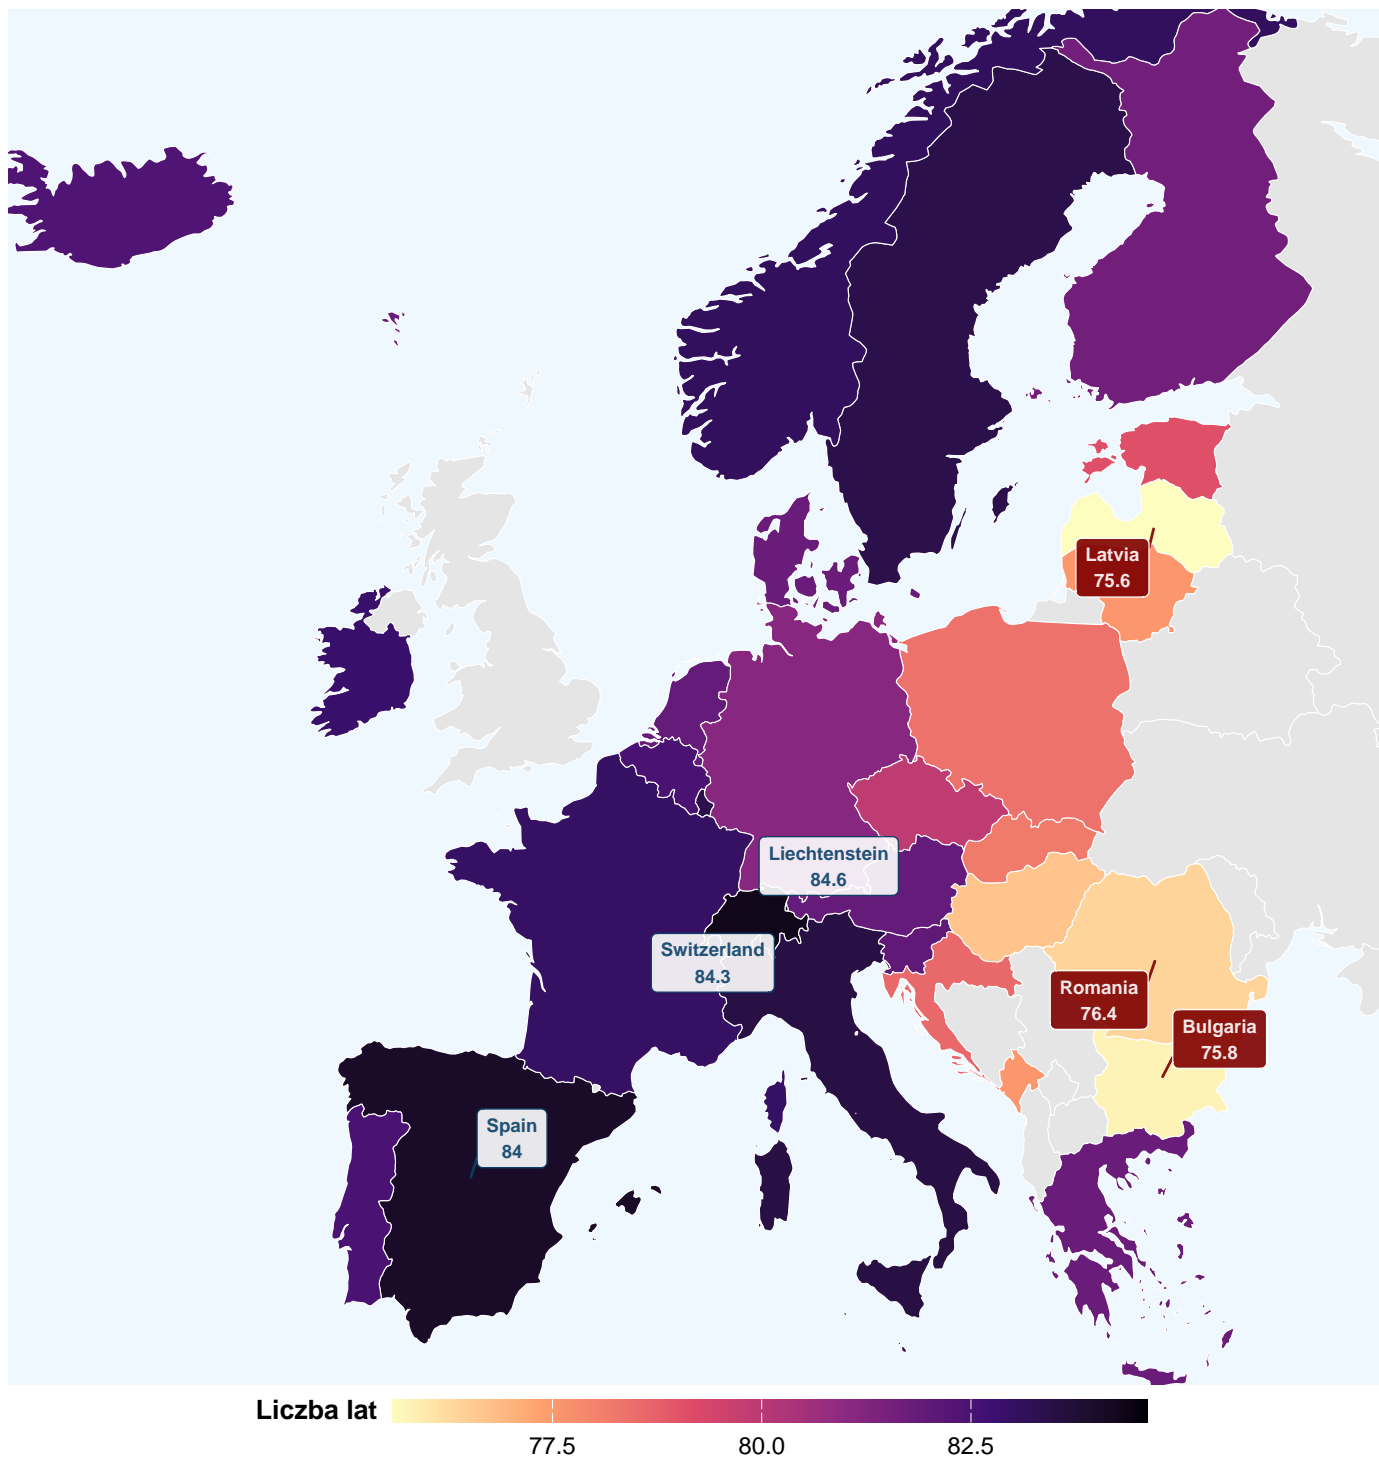 Latvia
75.6
Liechtenstein
84.6
Switzerland
84.3
Romania
76.4
Bulgaria
75.8
Spain
84
Liczba lat
77.5
80.0
82.5